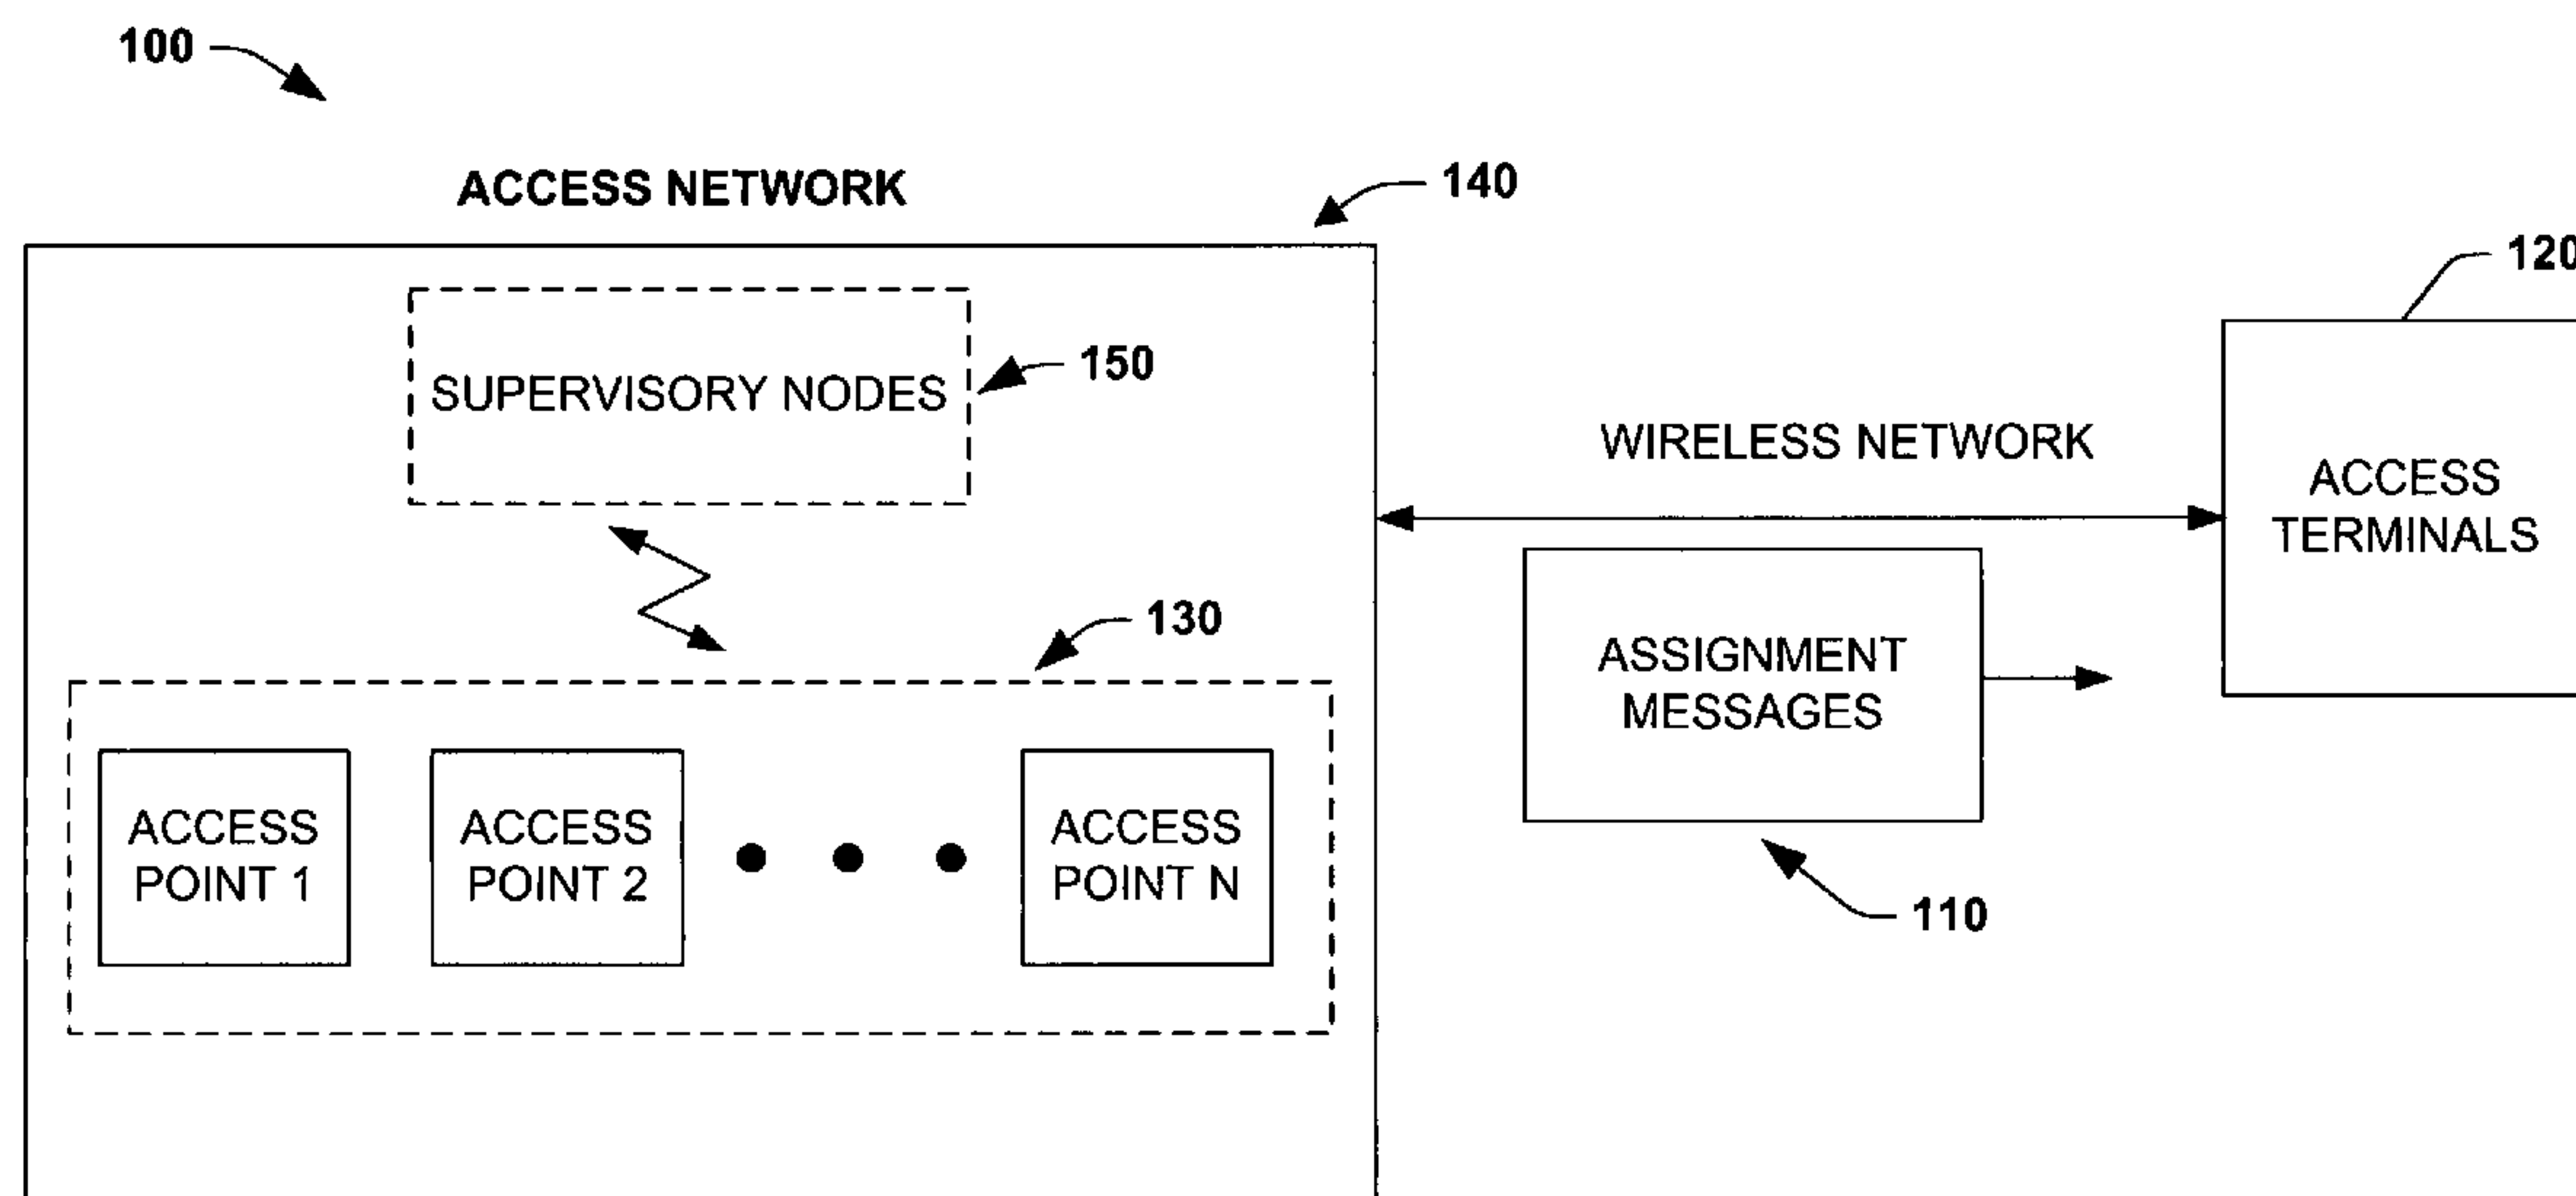 100
ACCESS NETWORK
140
120
SUPERVISORY NODES
150
WIRELESS NETWORK
ACCESS
TERMINALS
130
ASSIGNMENT
MESSAGES
ACCESS
POINT 1
ACCESS
POINT 2
ACCESS
POINT N
110